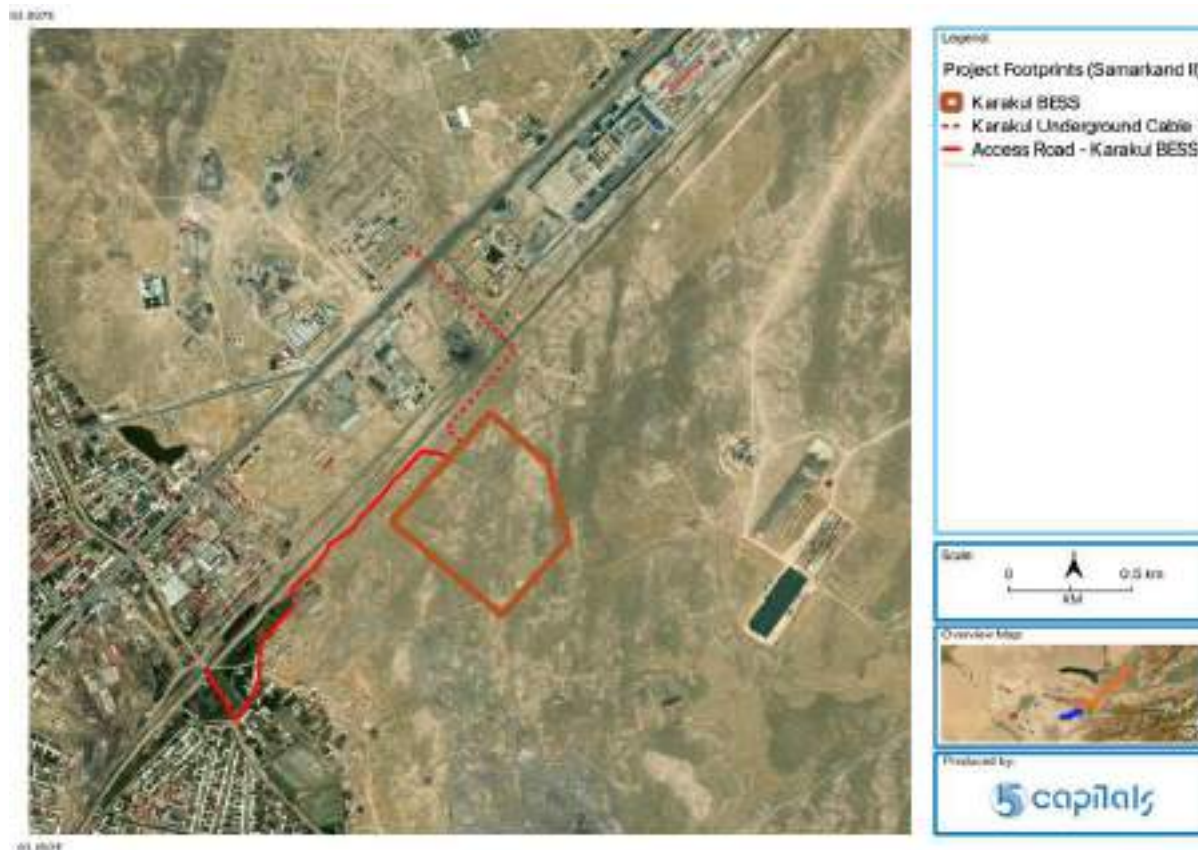 Legend
Project Footprints (Samarkand II)
Karakul BESS
Karakul Underground Cable
Access Road - Karakul BESS
Scale
0 0.5 km
KM
Overview Map
Produced by:
5 capitals